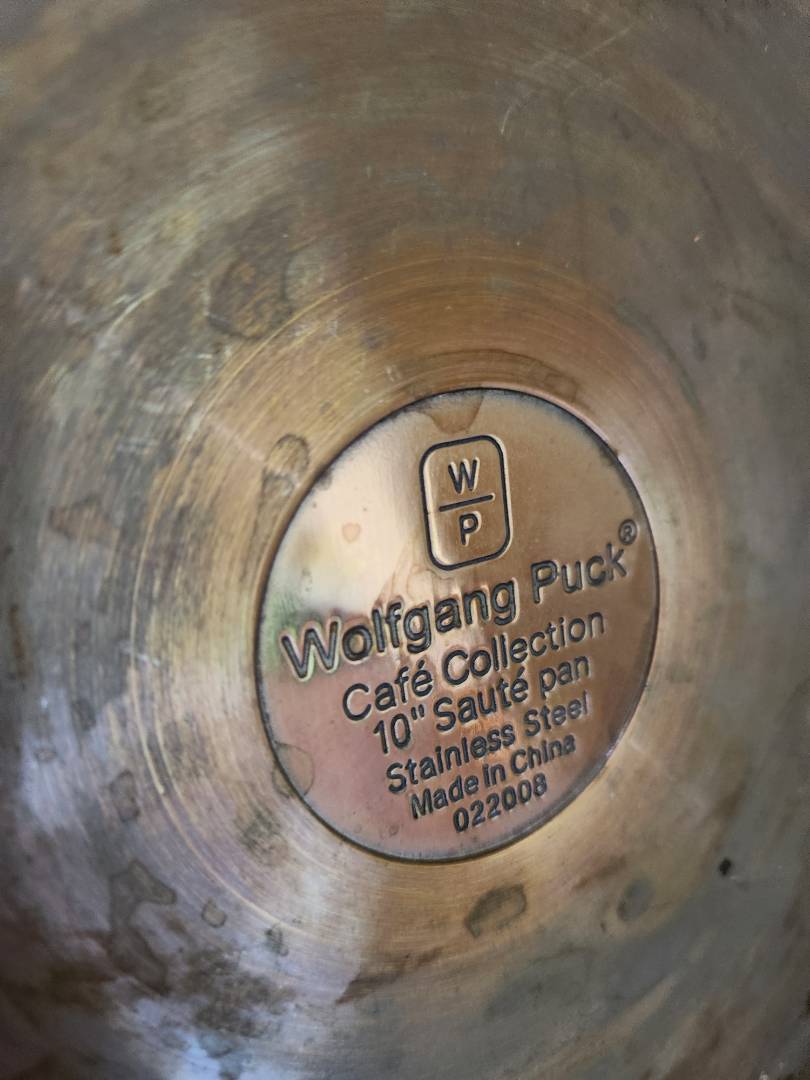 W
P
Wolfgang Puck®
Café Collection
10" Sauté pan
Stainless Steel
Made in China
022008